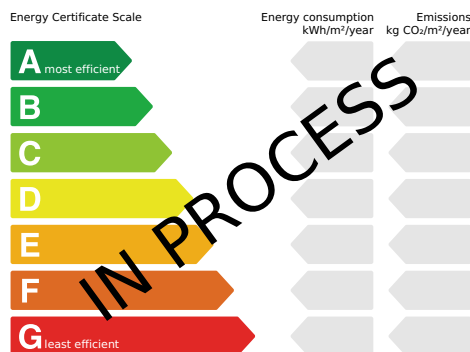 Energy Certificate Scale
Energy consumption
kWh/m²/year
Emissions
kg CO₂/m²/year
A most efficient
B
C
D
E
F
G least efficient
IN PROCESS